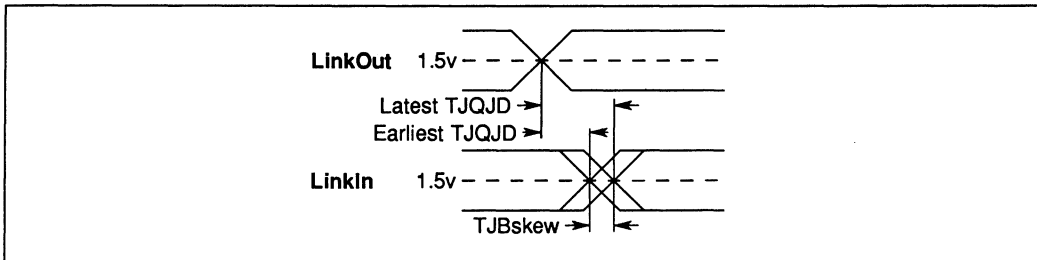 LinkOut 1.5v
Latest TJQJD
Earliest TJQJD
LinkIn 1.5v
TJBskew